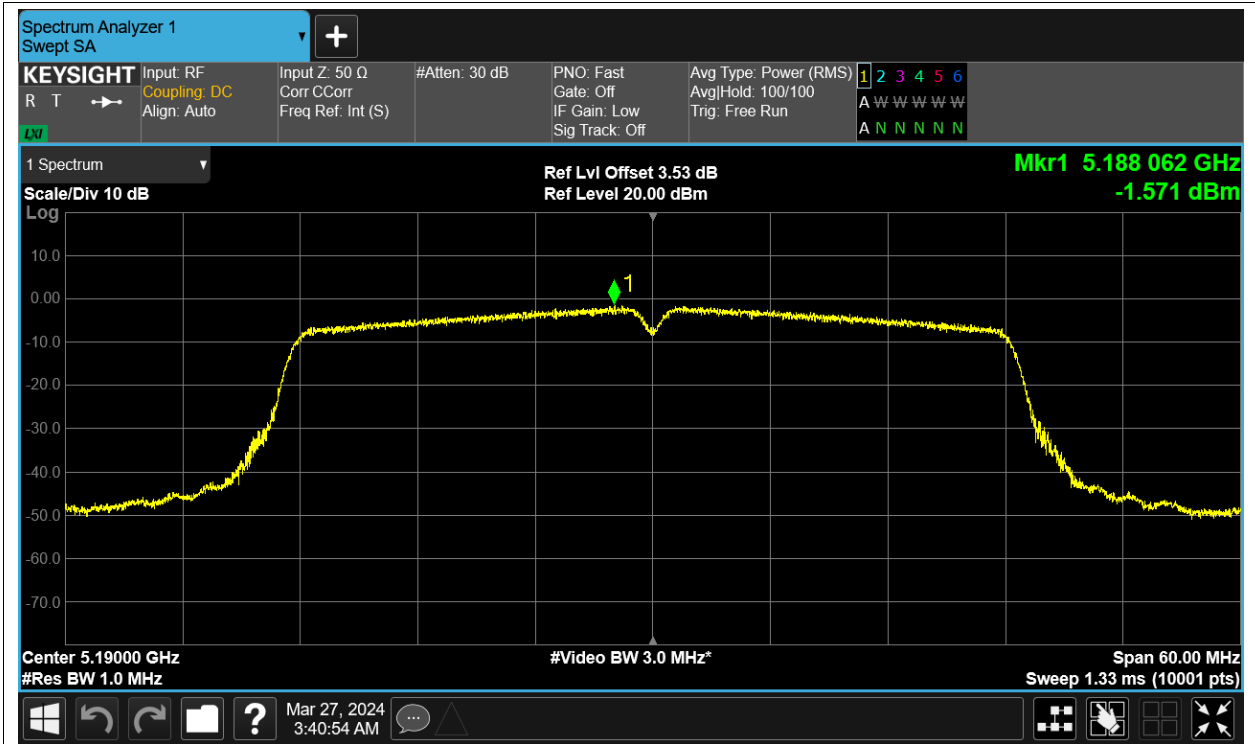 Spectrum Analyzer 1
Swept SA
KEYSIGHT
R T
LXI
Input: RF
Coupling: DC
Align: Auto
Input Z: 50 Ω
Corr CCorr
Freq Ref: Int (S)
#Atten: 30 dB
PNO: Fast
Gate: Off
IF Gain: Low
Sig Track: Off
Avg Type: Power (RMS)
Avg|Hold: 100/100
Trig: Free Run
1 2 3 4 5 6
A W W W W W
A N N N N N
1 Spectrum
Scale/Div 10 dB
Log
Ref Lvl Offset 3.53 dB
Ref Level 20.00 dBm
Mkr1 5.188 062 GHz
-1.571 dBm
10.0
0.00
-10.0
-20.0
-30.0
-40.0
-50.0
-60.0
-70.0
1
Center 5.19000 GHz
#Res BW 1.0 MHz
#Video BW 3.0 MHz*
Span 60.00 MHz
Sweep 1.33 ms (10001 pts)
?
Mar 27, 2024
3:40:54 AM